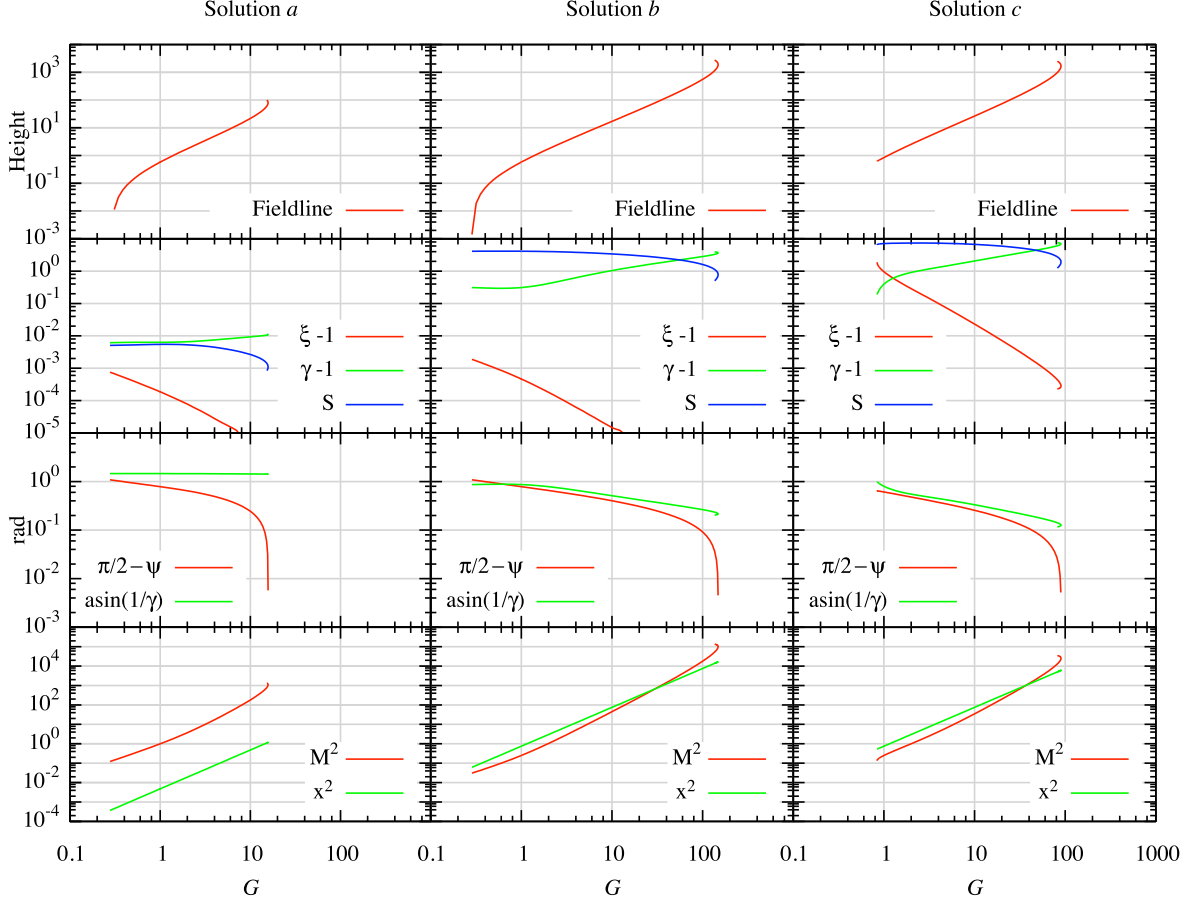 Solution a Solution b Solution c
Height
10^3
10^1
10^-1
10^-3
Fieldline Fieldline Fieldline
10^0
10^-1
10^-2
10^-3
10^-4
10^-5
ξ -1 ξ -1 ξ -1
γ -1 γ -1 γ -1
S S S
rad
10^0
10^-1
10^-2
10^-3
π/2−ψ π/2−ψ π/2−ψ
asin(1/γ) asin(1/γ) asin(1/γ)
10^4
10^2
10^0
10^-2
10^-4
M^2 M^2 M^2
x^2 x^2 x^2
0.1 1 10 100 0.1 1 10 100 0.1 1 10 100 1000
G G G